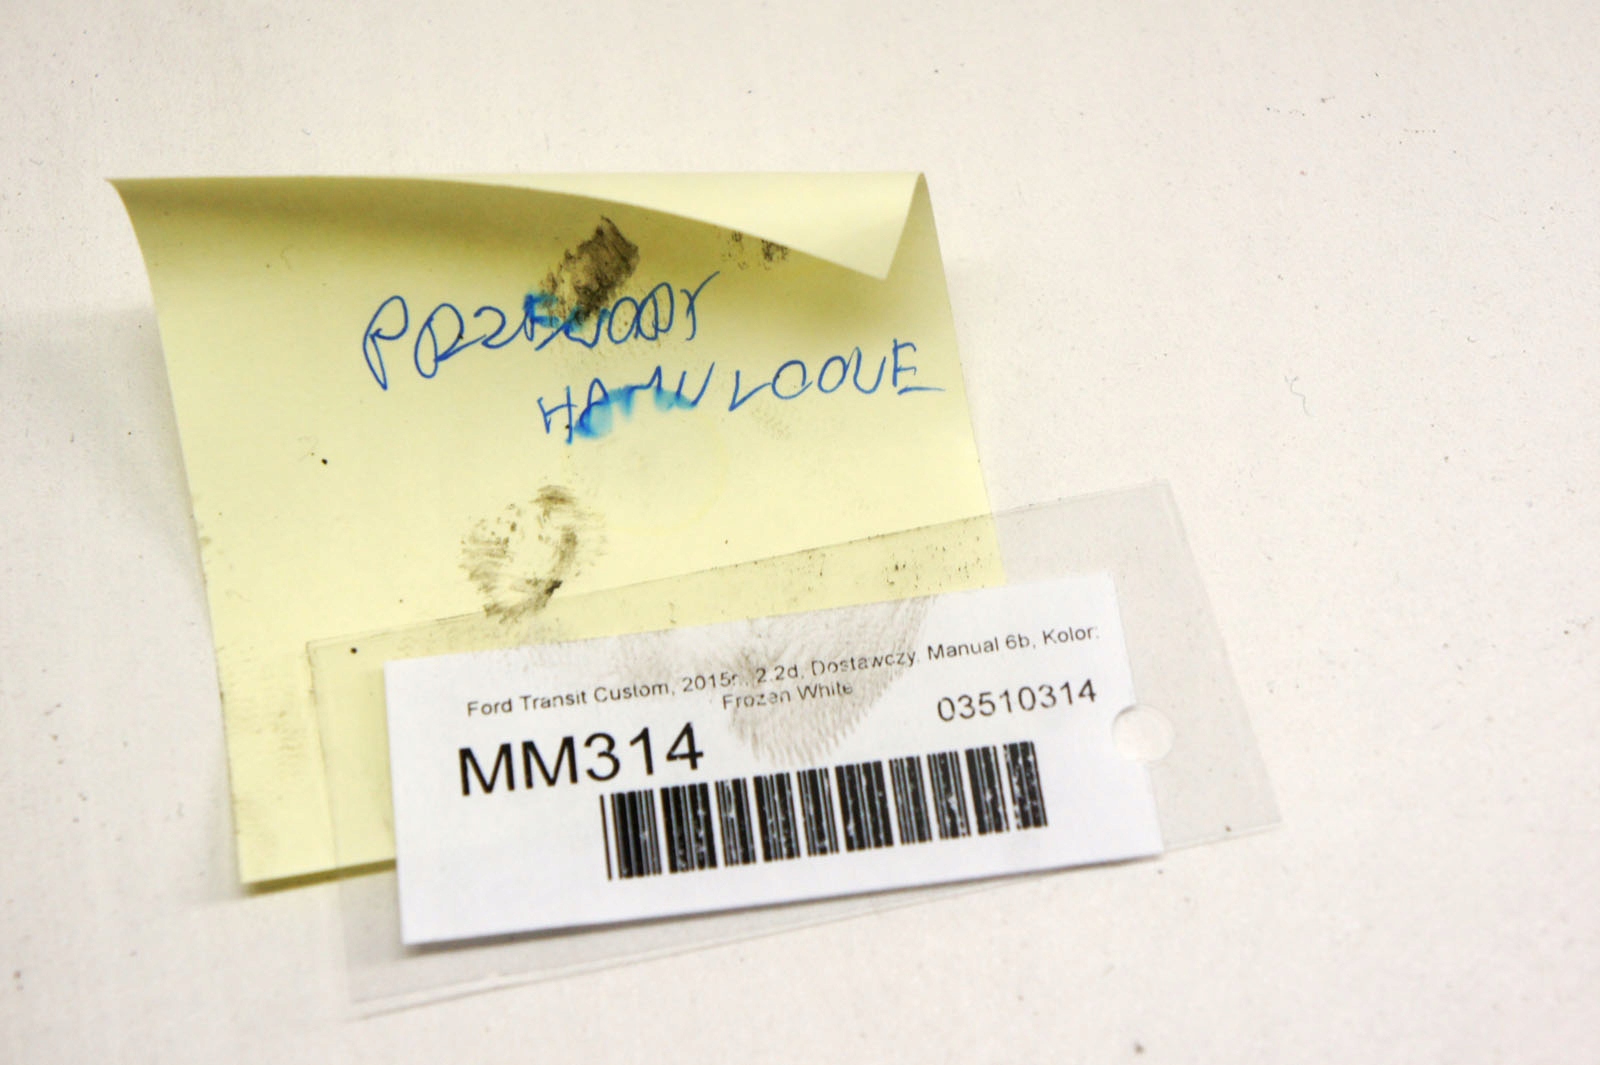 PRZEWODY
HAMULCOWE
Ford Transit Custom, 2015r., 2.2d, Dostawczy, Manual 6b, Kolor:
Frozen White
03510314
MM314